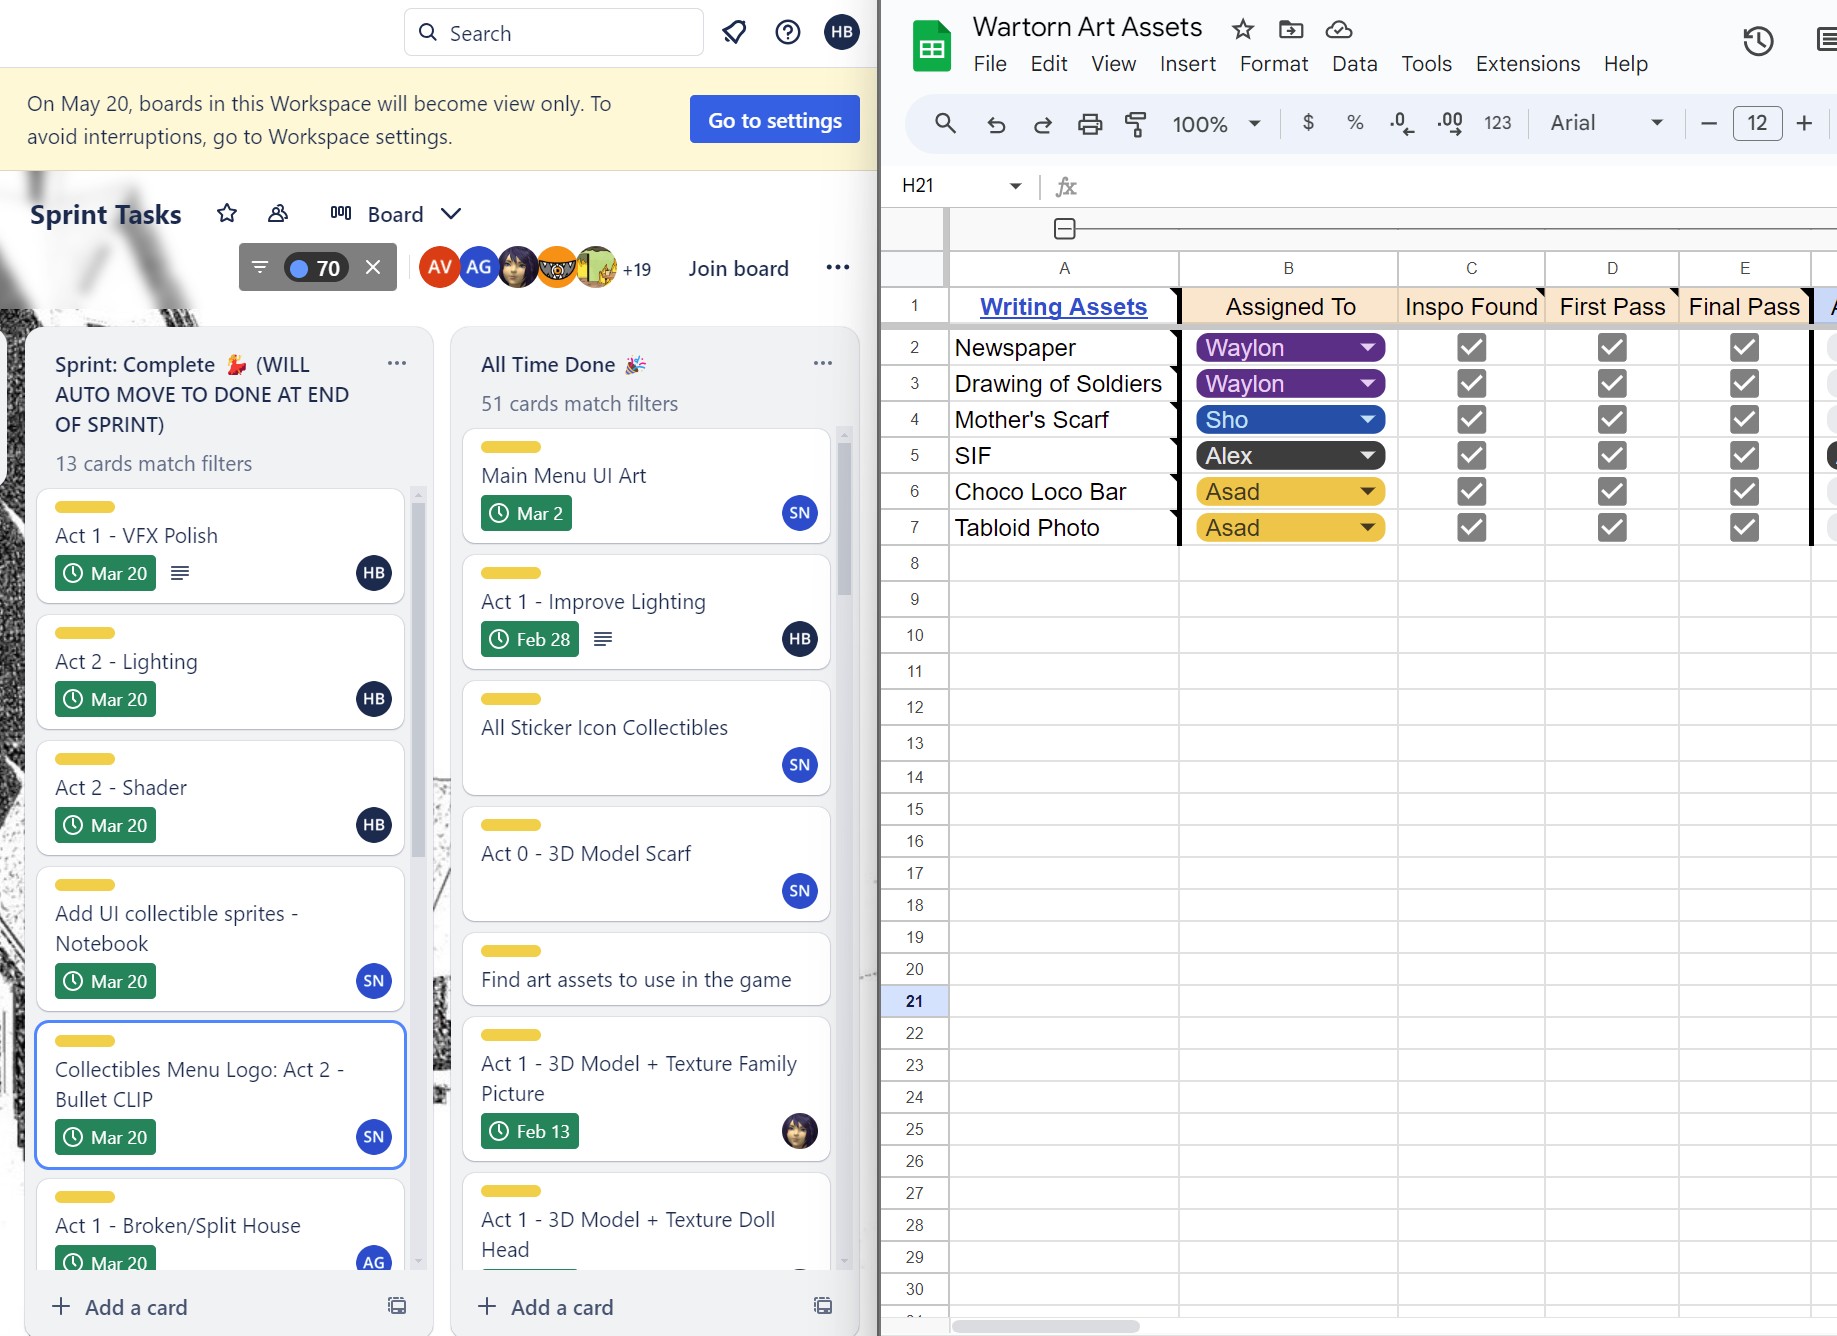 Search
HB
On May 20, boards in this Workspace will become view only. To
avoid interruptions, go to Workspace settings.
Go to settings
Sprint Tasks
Board
70
AV
AG
+19
Join board
Sprint: Complete 💃 (WILL
AUTO MOVE TO DONE AT END
OF SPRINT)
13 cards match filters
Act 1 - VFX Polish
Mar 20
HB
Act 2 - Lighting
Mar 20
HB
Act 2 - Shader
Mar 20
HB
Add UI collectible sprites -
Notebook
Mar 20
SN
Collectibles Menu Logo: Act 2 -
Bullet CLIP
Mar 20
SN
Act 1 - Broken/Split House
Mar 20
AG
Add a card
All Time Done 🎉
51 cards match filters
Main Menu UI Art
Mar 2
SN
Act 1 - Improve Lighting
Feb 28
HB
All Sticker Icon Collectibles
SN
Act 0 - 3D Model Scarf
SN
Find art assets to use in the game
Act 1 - 3D Model + Texture Family
Picture
Feb 13
Act 1 - 3D Model + Texture Doll
Head
Add a card
Wartorn Art Assets
File Edit View Insert Format Data Tools Extensions Help
100% $ % .0 .00 123 Arial 12
H21
fx
A B C D E
1 Writing Assets Assigned To Inspo Found First Pass Final Pass
2 Newspaper Waylon
3 Drawing of Soldiers Waylon
4 Mother's Scarf Sho
5 SIF Alex
6 Choco Loco Bar Asad
7 Tabloid Photo Asad
8
9
10
11
12
13
14
15
16
17
18
19
20
21
22
23
24
25
26
27
28
29
30